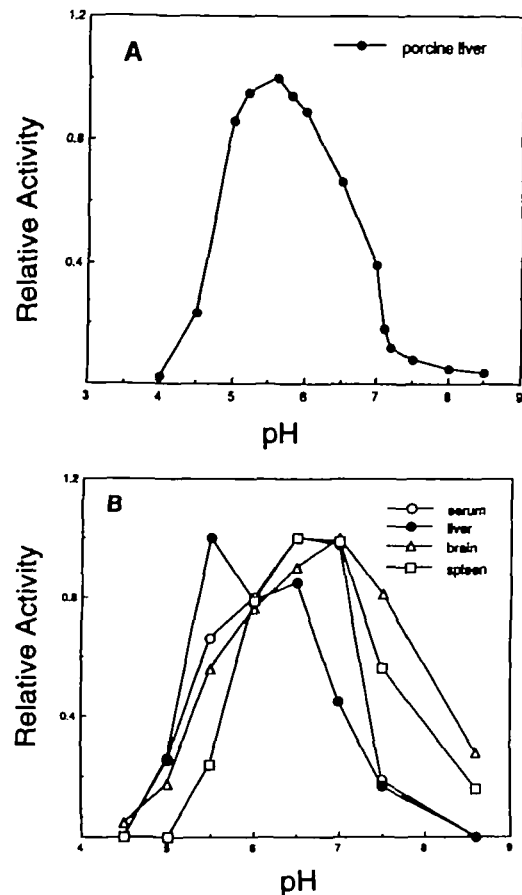 1.2
A
porcine liver
0.8
0.4
Relative Activity
3 4 5 6 7 8 9
pH
1.2
B
serum
liver
brain
spleen
0.8
0.4
Relative Activity
4 5 6 7 8 9
pH